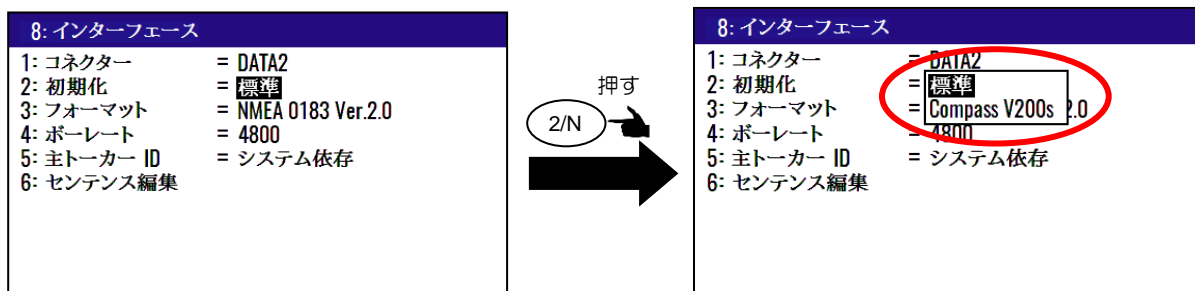 8: インターフェース
1: コネクター = DATA2
2: 初期化 = 標準
3: フォーマット = NMEA 0183 Ver.2.0
4: ボーレート = 4800
5: 主トーカー ID = システム依存
6: センテンス編集
押す
2/N
8: インターフェース
1: コネクター = DATA2
2: 初期化 = 標準
3: フォーマット = Compass V200s 2.0
4: ボーレート = 4800
5: 主トーカー ID = システム依存
6: センテンス編集